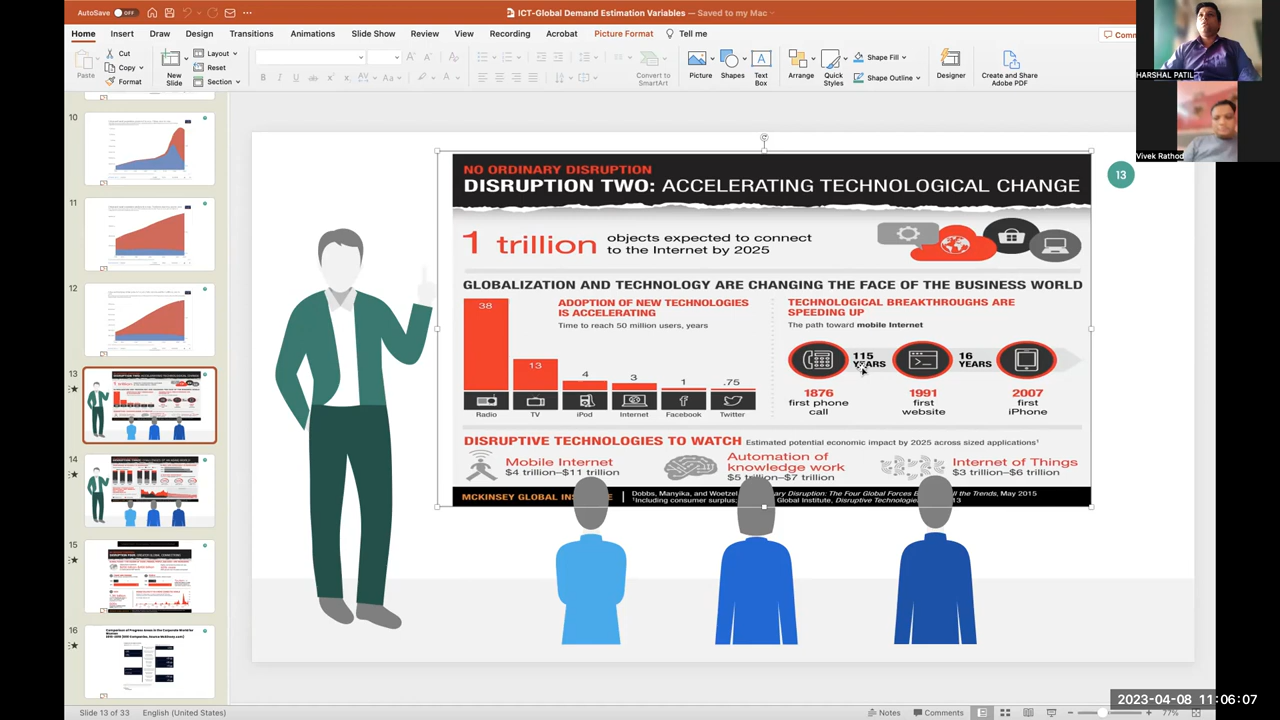 AutoSave OFF
ICT-Global Demand Estimation Variables — Saved to my Mac
Home Insert Draw Design Transitions Animations Slide Show Review View Recording Acrobat Picture Format Tell me
Paste
Cut
Copy
Format
New Slide
Layout
Reset
Section
Convert to SmartArt
Picture
Shapes
Text Box
Arrange
Quick Styles
Shape Fill
Shape Outline
Designer
Create and Share Adobe PDF
HARSHAL PATIL
Vivek Rathod
10
11
12
13
14
15
16
13
NO ORDINARY DISRUPTION
DISRUPTION TWO: ACCELERATING TECHNOLOGICAL CHANGE
1 trillion objects expected to connect
to the Internet by 2025
GLOBALIZATION AND TECHNOLOGY ARE CHANGING THE FACE OF THE BUSINESS WORLD
ADOPTION OF NEW TECHNOLOGIES
IS ACCELERATING
Time to reach 50 million users, years
38
13
4
3
1
.75
Radio TV iPod Internet Facebook Twitter
TECHNOLOGICAL BREAKTHROUGHS ARE
SPEEDING UP
The path toward mobile Internet
115 YEARS
16 YEARS
1876
first phone
call
1991
first
website
2007
first
iPhone
DISRUPTIVE TECHNOLOGIES TO WATCH Estimated potential economic impact by 2025 across sized applications¹
Mobile Internet
$4 trillion–$11 trillion
Automation of
knowledge work
$5 trillion–$7 trillion
Internet of Things
$3 trillion–$6 trillion
MCKINSEY GLOBAL
Dobbs, Manyika, and Woetzel
Disruption: The Four Global Forces
the Trends, May 2015
¹Including consumer surplus;
Global Institute, Disruptive
Slide 13 of 33
English (United States)
Notes
Comments
77%
2023-04-08 11:06:07